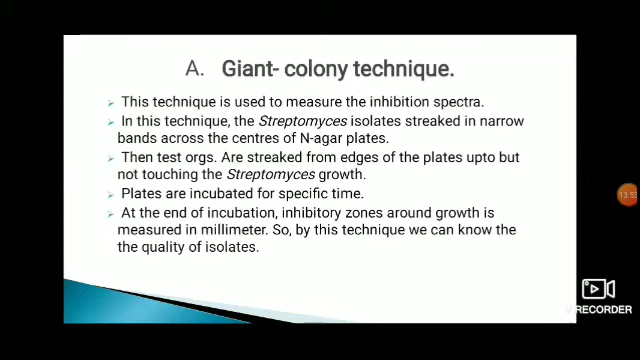 A. Giant- colony technique.
This technique is used to measure the inhibition spectra.
In this technique, the Streptomyces isolates streaked in narrow
bands across the centres of N-agar plates.
Then test orgs. Are streaked from edges of the plates upto but
not touching the Streptomyces growth.
Plates are incubated for specific time.
At the end of incubation, inhibitory zones around growth is
measured in millimeter. So, by this technique we can know the
the quality of isolates.
13:53
RECORDER